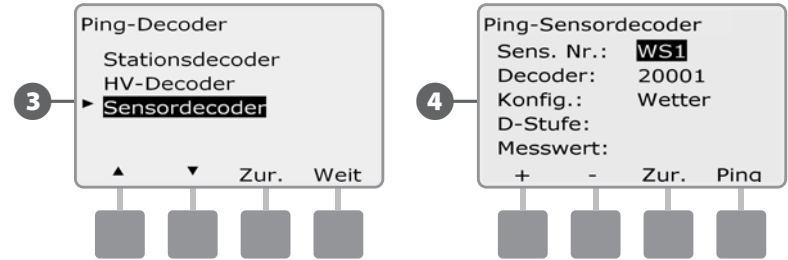 Ping-Decoder
Stationsdecoder
HV-Decoder
► Sensordecoder
▲ ▼ Zur. Weit
3
Ping-Sensordecoder
Sens. Nr.: WS1
Decoder: 20001
Konfig.: Wetter
D-Stufe:
Messwert:
+ - Zur. Ping
4